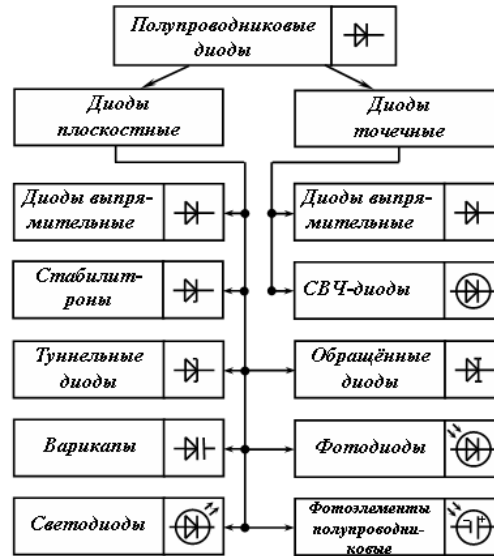 Полупроводниковые
диоды
Диоды
плоскостные
Диоды
точечные
Диоды выпря-
мительные
Диоды выпря-
мительные
Стабилит-
роны
СВЧ-диоды
Туннельные
диоды
Обращённые
диоды
Варикапы
Фотодиоды
Светодиоды
Фотоэлементы
полупроводни-
ковые